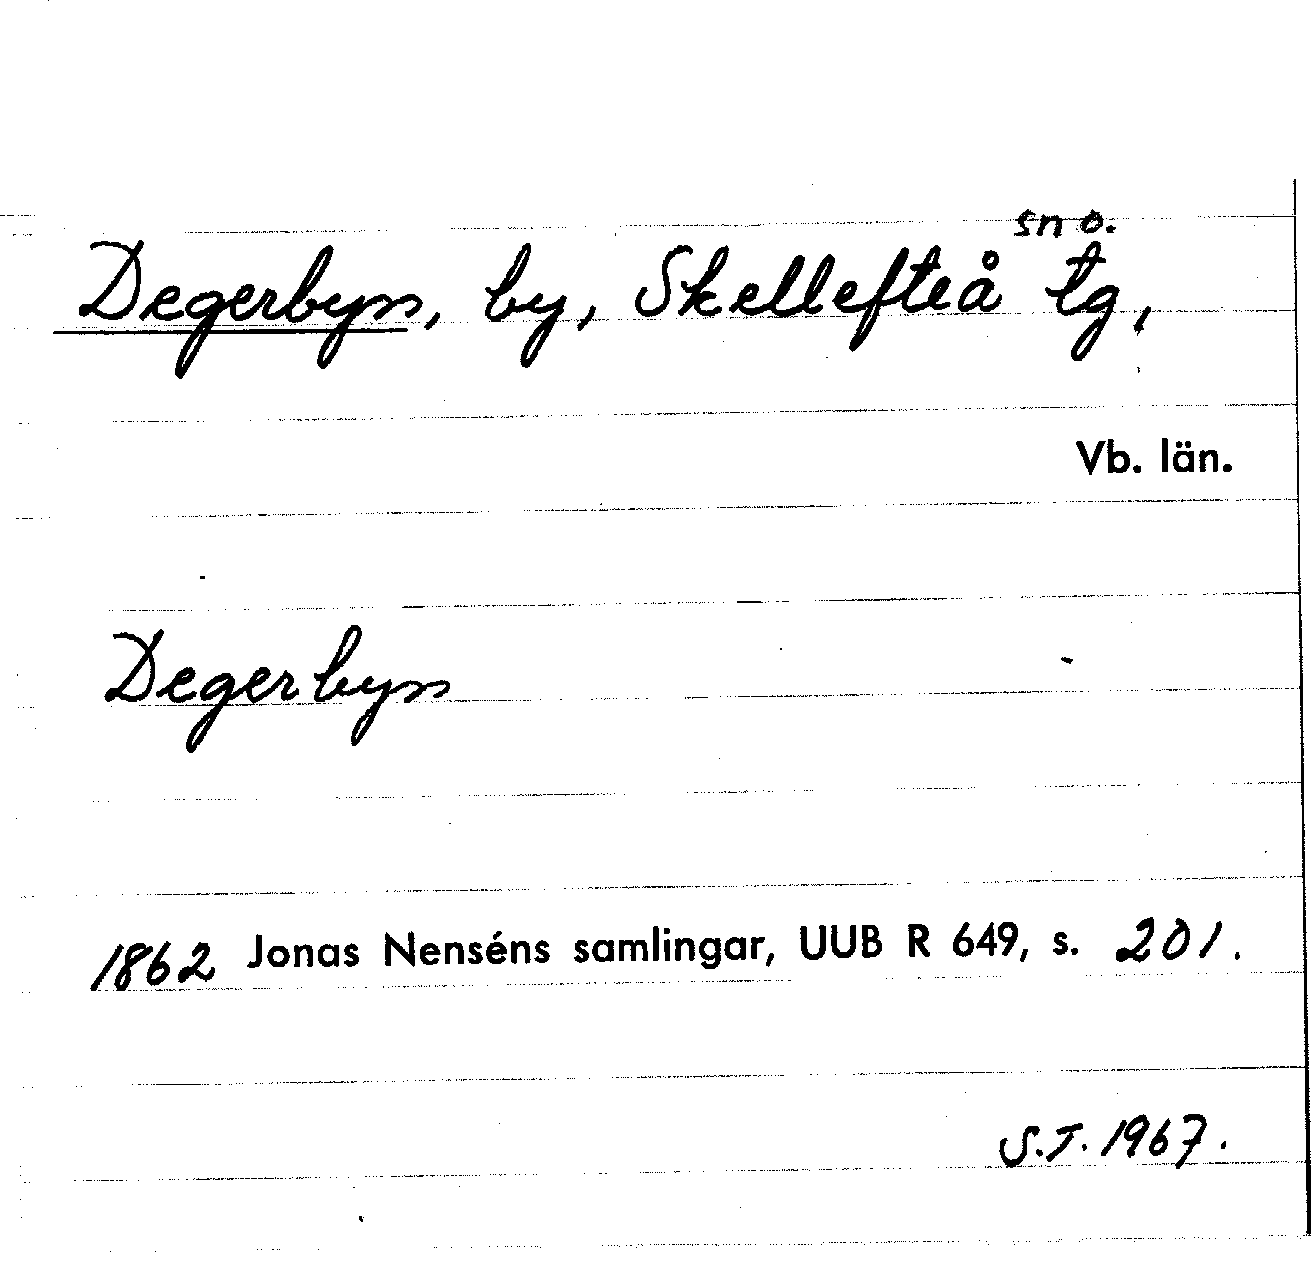 Degerbyn, by, Skellefteå sn o. tg,
Vb. län.
Degerbyn
1862 Jonas Nenséns samlingar, UUB R 649, s. 201.
S.T. 1967.